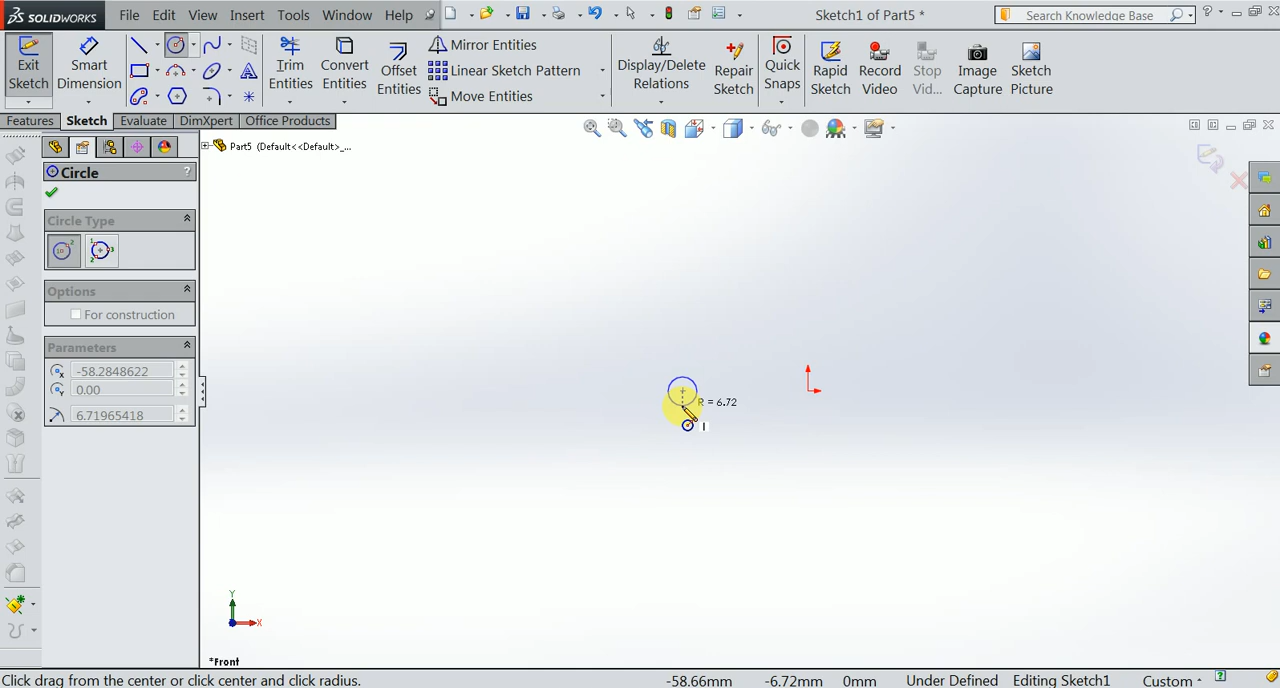 SOLIDWORKS File Edit View Insert Tools Window Help Sketch1 of Part5 * Search Knowledge Base ?
Exit Sketch
Smart Dimension
Trim Entities
Convert Entities
Offset Entities
Mirror Entities
Linear Sketch Pattern
Move Entities
Display/Delete Relations
Repair Sketch
Quick Snaps
Rapid Sketch
Record Video
Stop Vid...
Image Capture
Sketch Picture
Features Sketch Evaluate DimXpert Office Products
Part5 (Default<<Default>_...
Circle ?
Circle Type
Options
For construction
Parameters
-58.2848622
0.00
6.71965418
R = 6.72
Y
X
*Front
Click drag from the center or click center and click radius. -58.66mm -6.72mm 0mm Under Defined Editing Sketch1 Custom ?